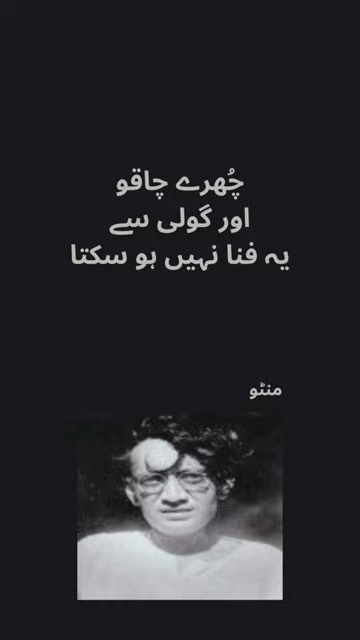 چُھرے چاقو
اور گولی سے
یہ فنا نہیں ہو سکتا
منٹو